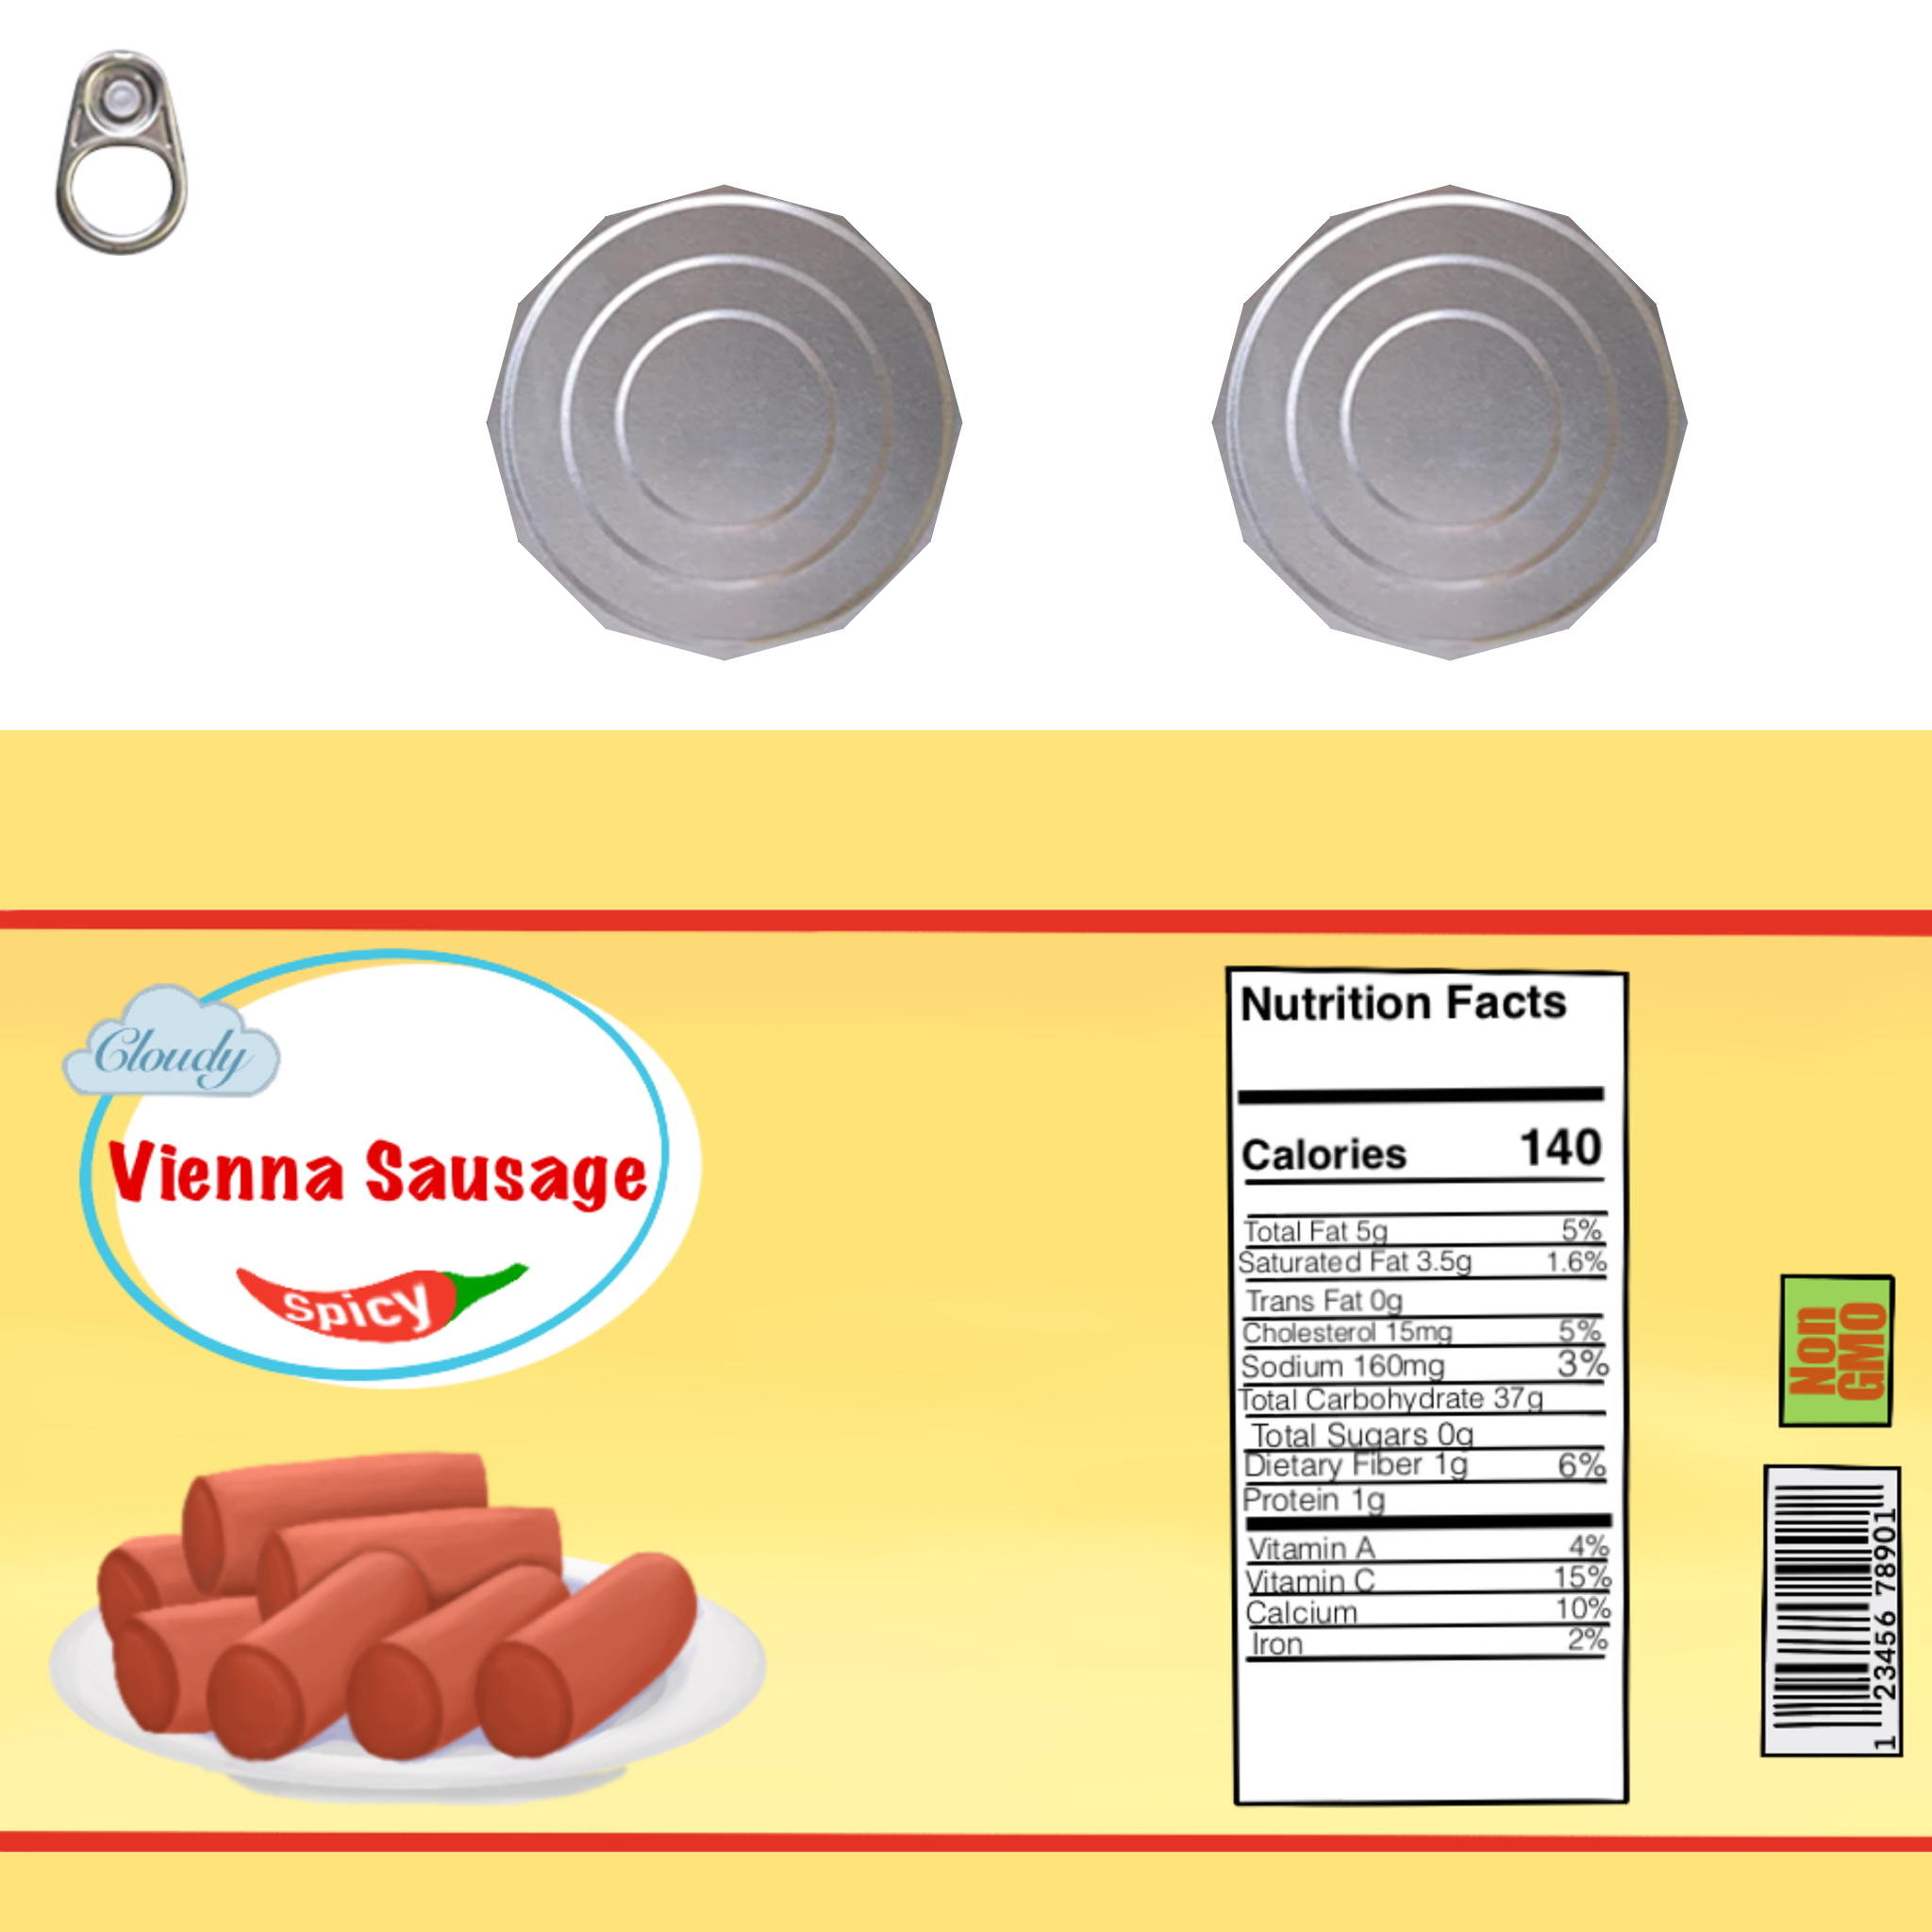 Cloudy
Vienna Sausage
Spicy
Nutrition Facts
Calories 140
Total Fat 5g 5%
Saturated Fat 3.5g 1.6%
Trans Fat 0g
Cholesterol 15mg 5%
Sodium 160mg 3%
Total Carbohydrate 37g
Total Sugars 0g
Dietary Fiber 1g 6%
Protein 1g
Vitamin A 4%
Vitamin C 15%
Calcium 10%
Iron 2%
Non
GMO
1 23456 78901